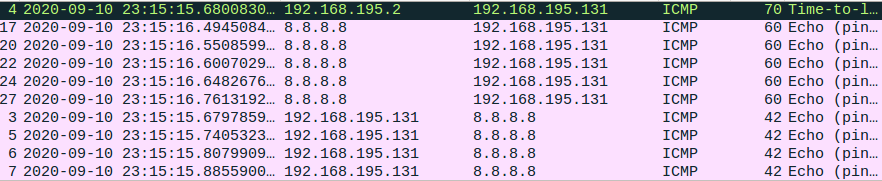 4 2020-09-10 23:15:15.6800830… 192.168.195.2 192.168.195.131 ICMP 70 Time-to-l…
17 2020-09-10 23:15:16.4945084… 8.8.8.8 192.168.195.131 ICMP 60 Echo (pin…
20 2020-09-10 23:15:16.5508599… 8.8.8.8 192.168.195.131 ICMP 60 Echo (pin…
22 2020-09-10 23:15:16.6007029… 8.8.8.8 192.168.195.131 ICMP 60 Echo (pin…
24 2020-09-10 23:15:16.6482676… 8.8.8.8 192.168.195.131 ICMP 60 Echo (pin…
27 2020-09-10 23:15:16.7613192… 8.8.8.8 192.168.195.131 ICMP 60 Echo (pin…
3 2020-09-10 23:15:15.6797859… 192.168.195.131 8.8.8.8 ICMP 42 Echo (pin…
5 2020-09-10 23:15:15.7405323… 192.168.195.131 8.8.8.8 ICMP 42 Echo (pin…
6 2020-09-10 23:15:15.8079909… 192.168.195.131 8.8.8.8 ICMP 42 Echo (pin…
7 2020-09-10 23:15:15.8855900… 192.168.195.131 8.8.8.8 ICMP 42 Echo (pin…